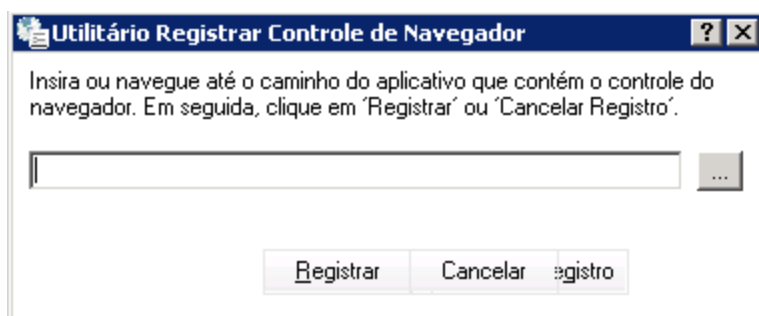 Utilitário Registrar Controle de Navegador
Insira ou navegue até o caminho do aplicativo que contém o controle do
navegador. Em seguida, clique em ´Registrar´ ou ´Cancelar Registro´.
...
Registrar Cancelar egistro